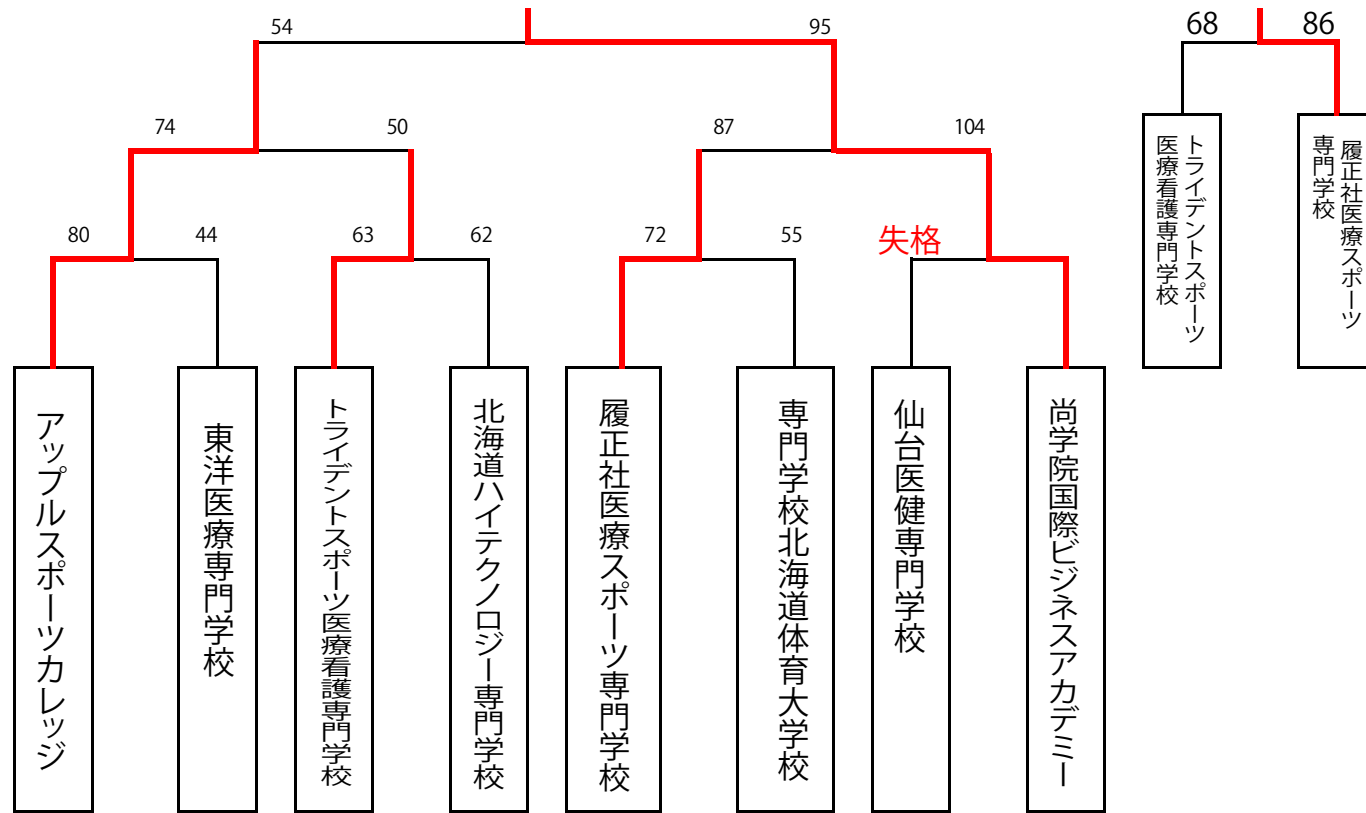 54
95
68
86
74
50
87
104
80
44
63
62
72
55
失格
トライデントスポーツ
医療看護専門学校
履正社医療スポーツ
専門学校
アップルスポーツカレッジ
東洋医療専門学校
トライデントスポーツ医療看護専門学校
北海道ハイテクノロジー専門学校
履正社医療スポーツ専門学校
専門学校北海道体育大学校
仙台医健専門学校
尚学院国際ビジネスアカデミー